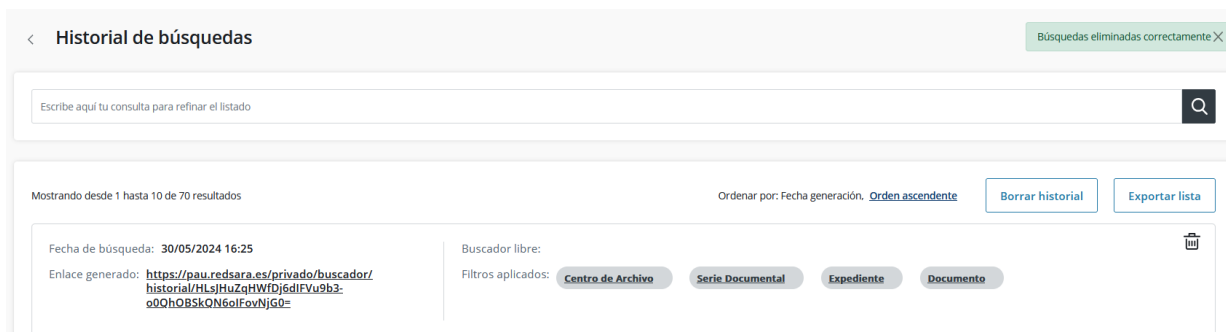 Historial de búsquedas
Búsquedas eliminadas correctamente
Escribe aquí tu consulta para refinar el listado
Mostrando desde 1 hasta 10 de 70 resultados
Ordenar por: Fecha generación, Orden ascendente
Borrar historial
Exportar lista
Fecha de búsqueda: 30/05/2024 16:25
Enlace generado: https://pau.redsara.es/privado/buscador/
historial/HLsJHuZqHWfDj6dIFVu9b3-
o0QhOBSkQN6oIFovNjG0=
Buscador libre:
Filtros aplicados: Centro de Archivo Serie Documental Expediente Documento